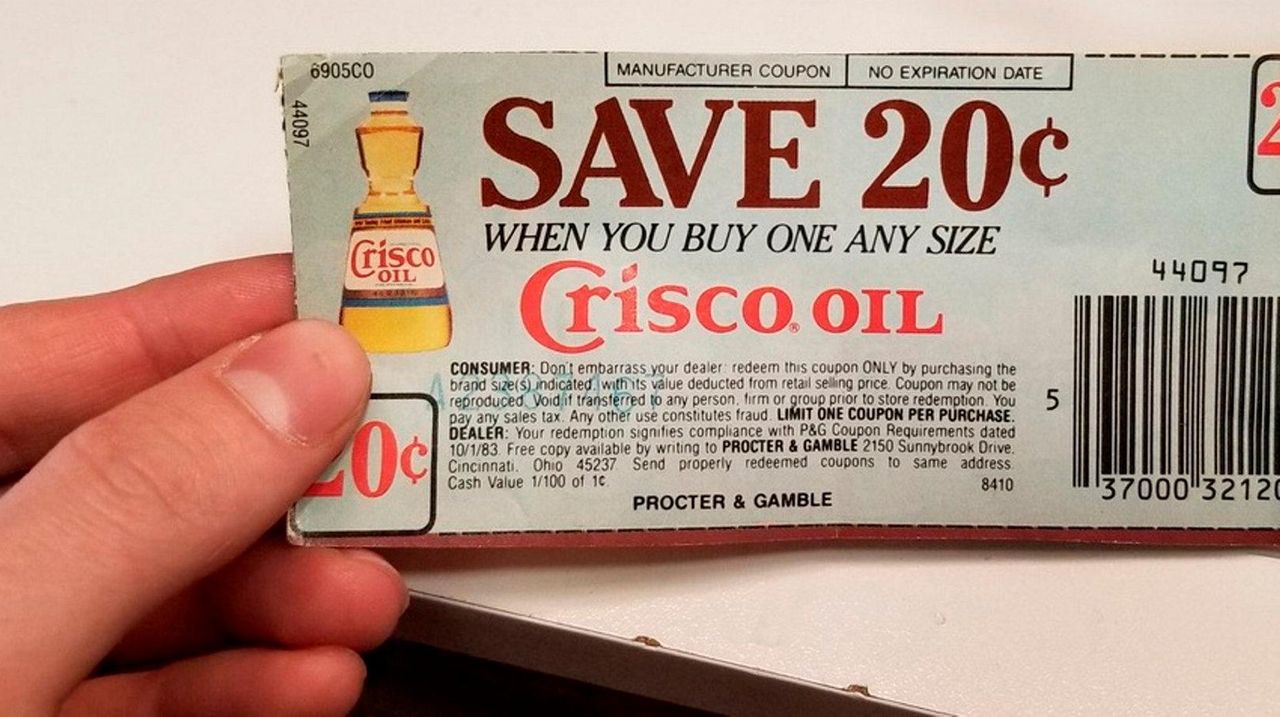 6905CO
44097
MANUFACTURER COUPON NO EXPIRATION DATE
SAVE 20¢
WHEN YOU BUY ONE ANY SIZE
Crisco® OIL
Crisco
OIL
CONSUMER: Don't embarrass your dealer: redeem this coupon ONLY by purchasing the
brand size(s) indicated, with its value deducted from retail selling price. Coupon may not be
reproduced. Void if transferred to any person, firm or group prior to store redemption. You
pay any sales tax. Any other use constitutes fraud. LIMIT ONE COUPON PER PURCHASE.
DEALER: Your redemption signifies compliance with P&G Coupon Requirements dated
10/1/83. Free copy available by writing to PROCTER & GAMBLE 2150 Sunnybrook Drive,
Cincinnati, Ohio 45237 Send properly redeemed coupons to same address.
Cash Value 1/100 of 1¢. 8410
PROCTER & GAMBLE
20¢
44097
5
37000 32120
2